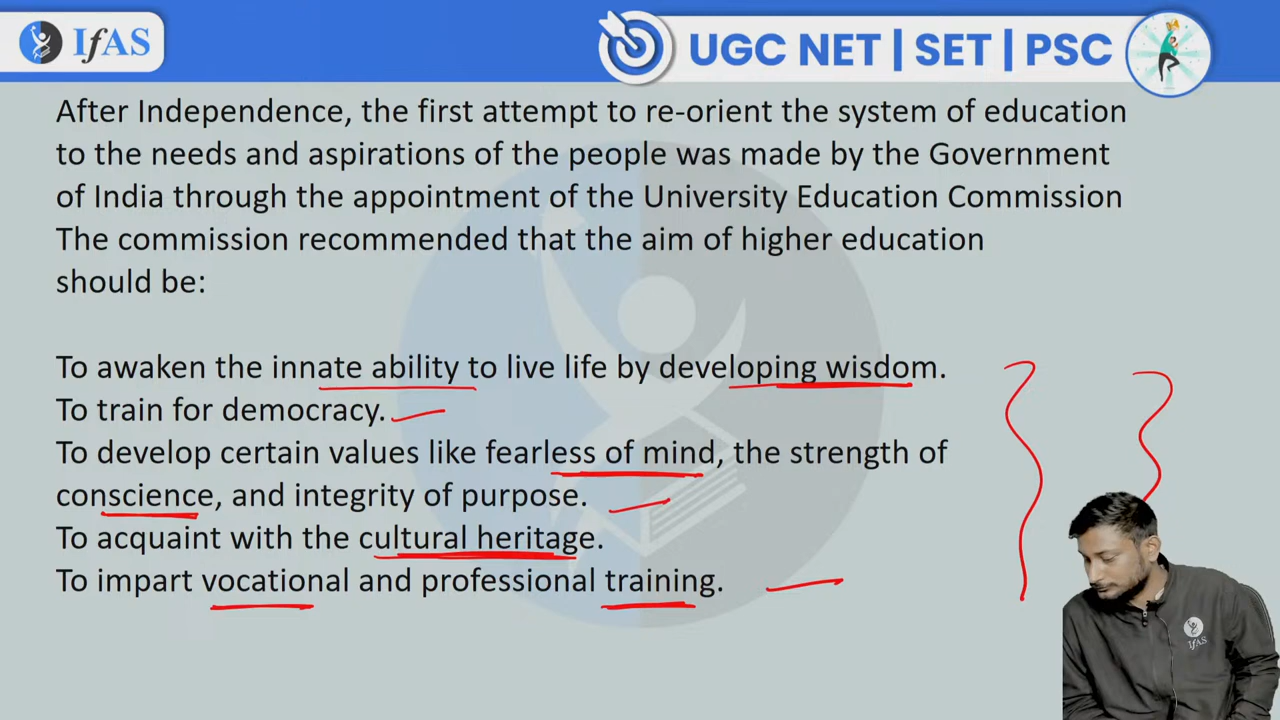 IfAS
UGC NET | SET | PSC
After Independence, the first attempt to re-orient the system of education
to the needs and aspirations of the people was made by the Government
of India through the appointment of the University Education Commission
The commission recommended that the aim of higher education
should be:
To awaken the innate ability to live life by developing wisdom.
To train for democracy.
To develop certain values like fearless of mind, the strength of
conscience, and integrity of purpose.
To acquaint with the cultural heritage.
To impart vocational and professional training.
IfAS